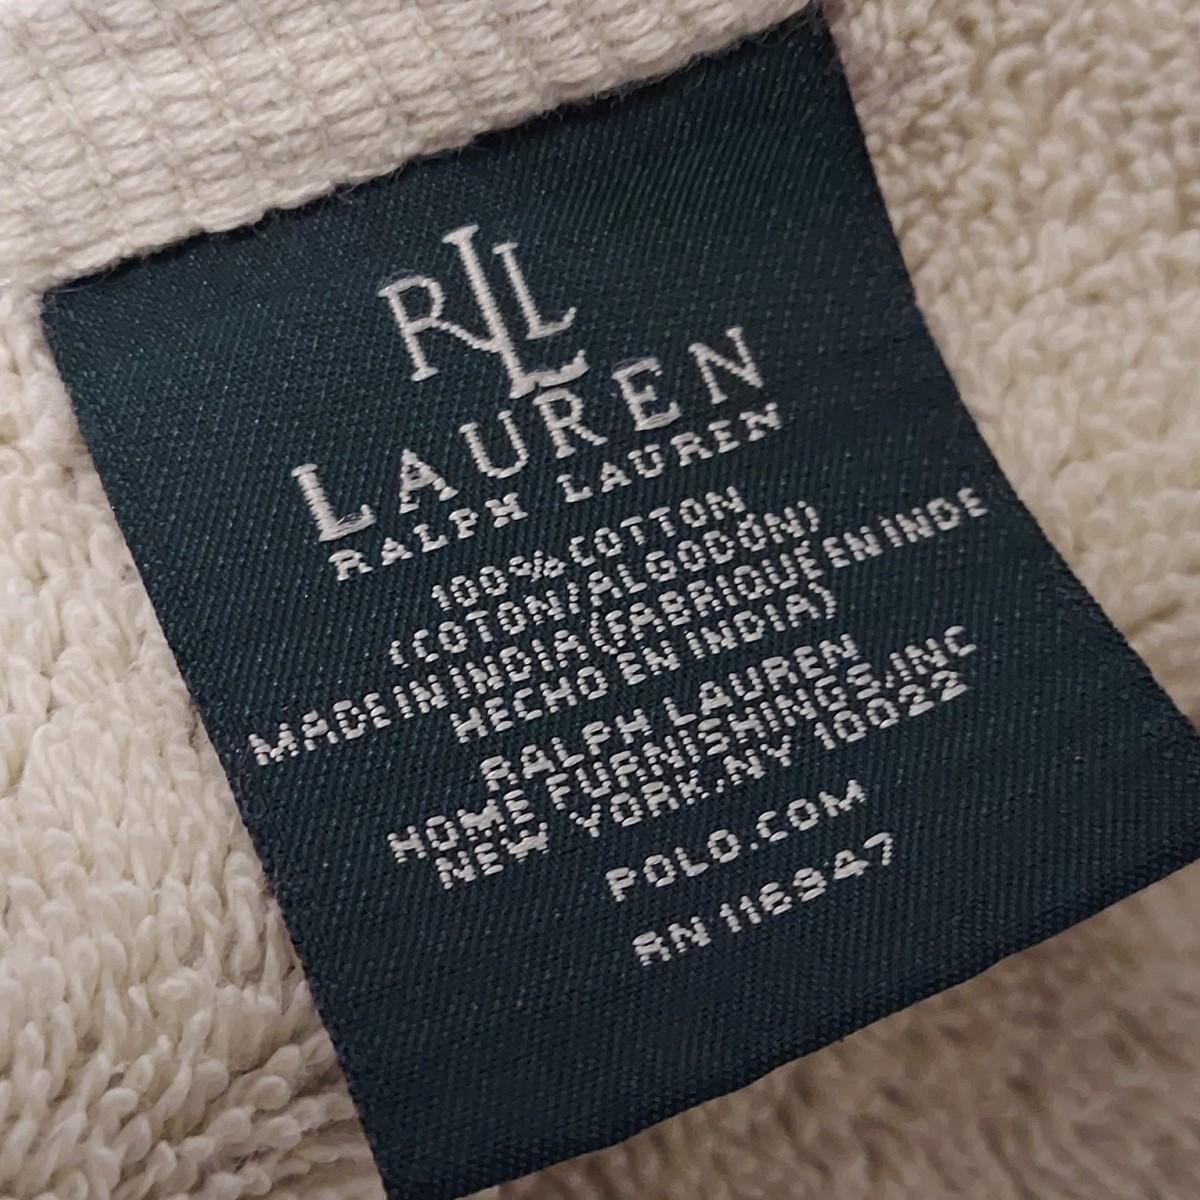 RLL
LAUREN
RALPH LAUREN
100% COTTON
(COTON/ALGODÓN)
MADE IN INDIA (FABRIQUÉ EN INDE
HECHO EN INDIA)
RALPH LAUREN
HOME FURNISHINGS, INC
NEW YORK, NY 10022
POLO.COM
RN 116947